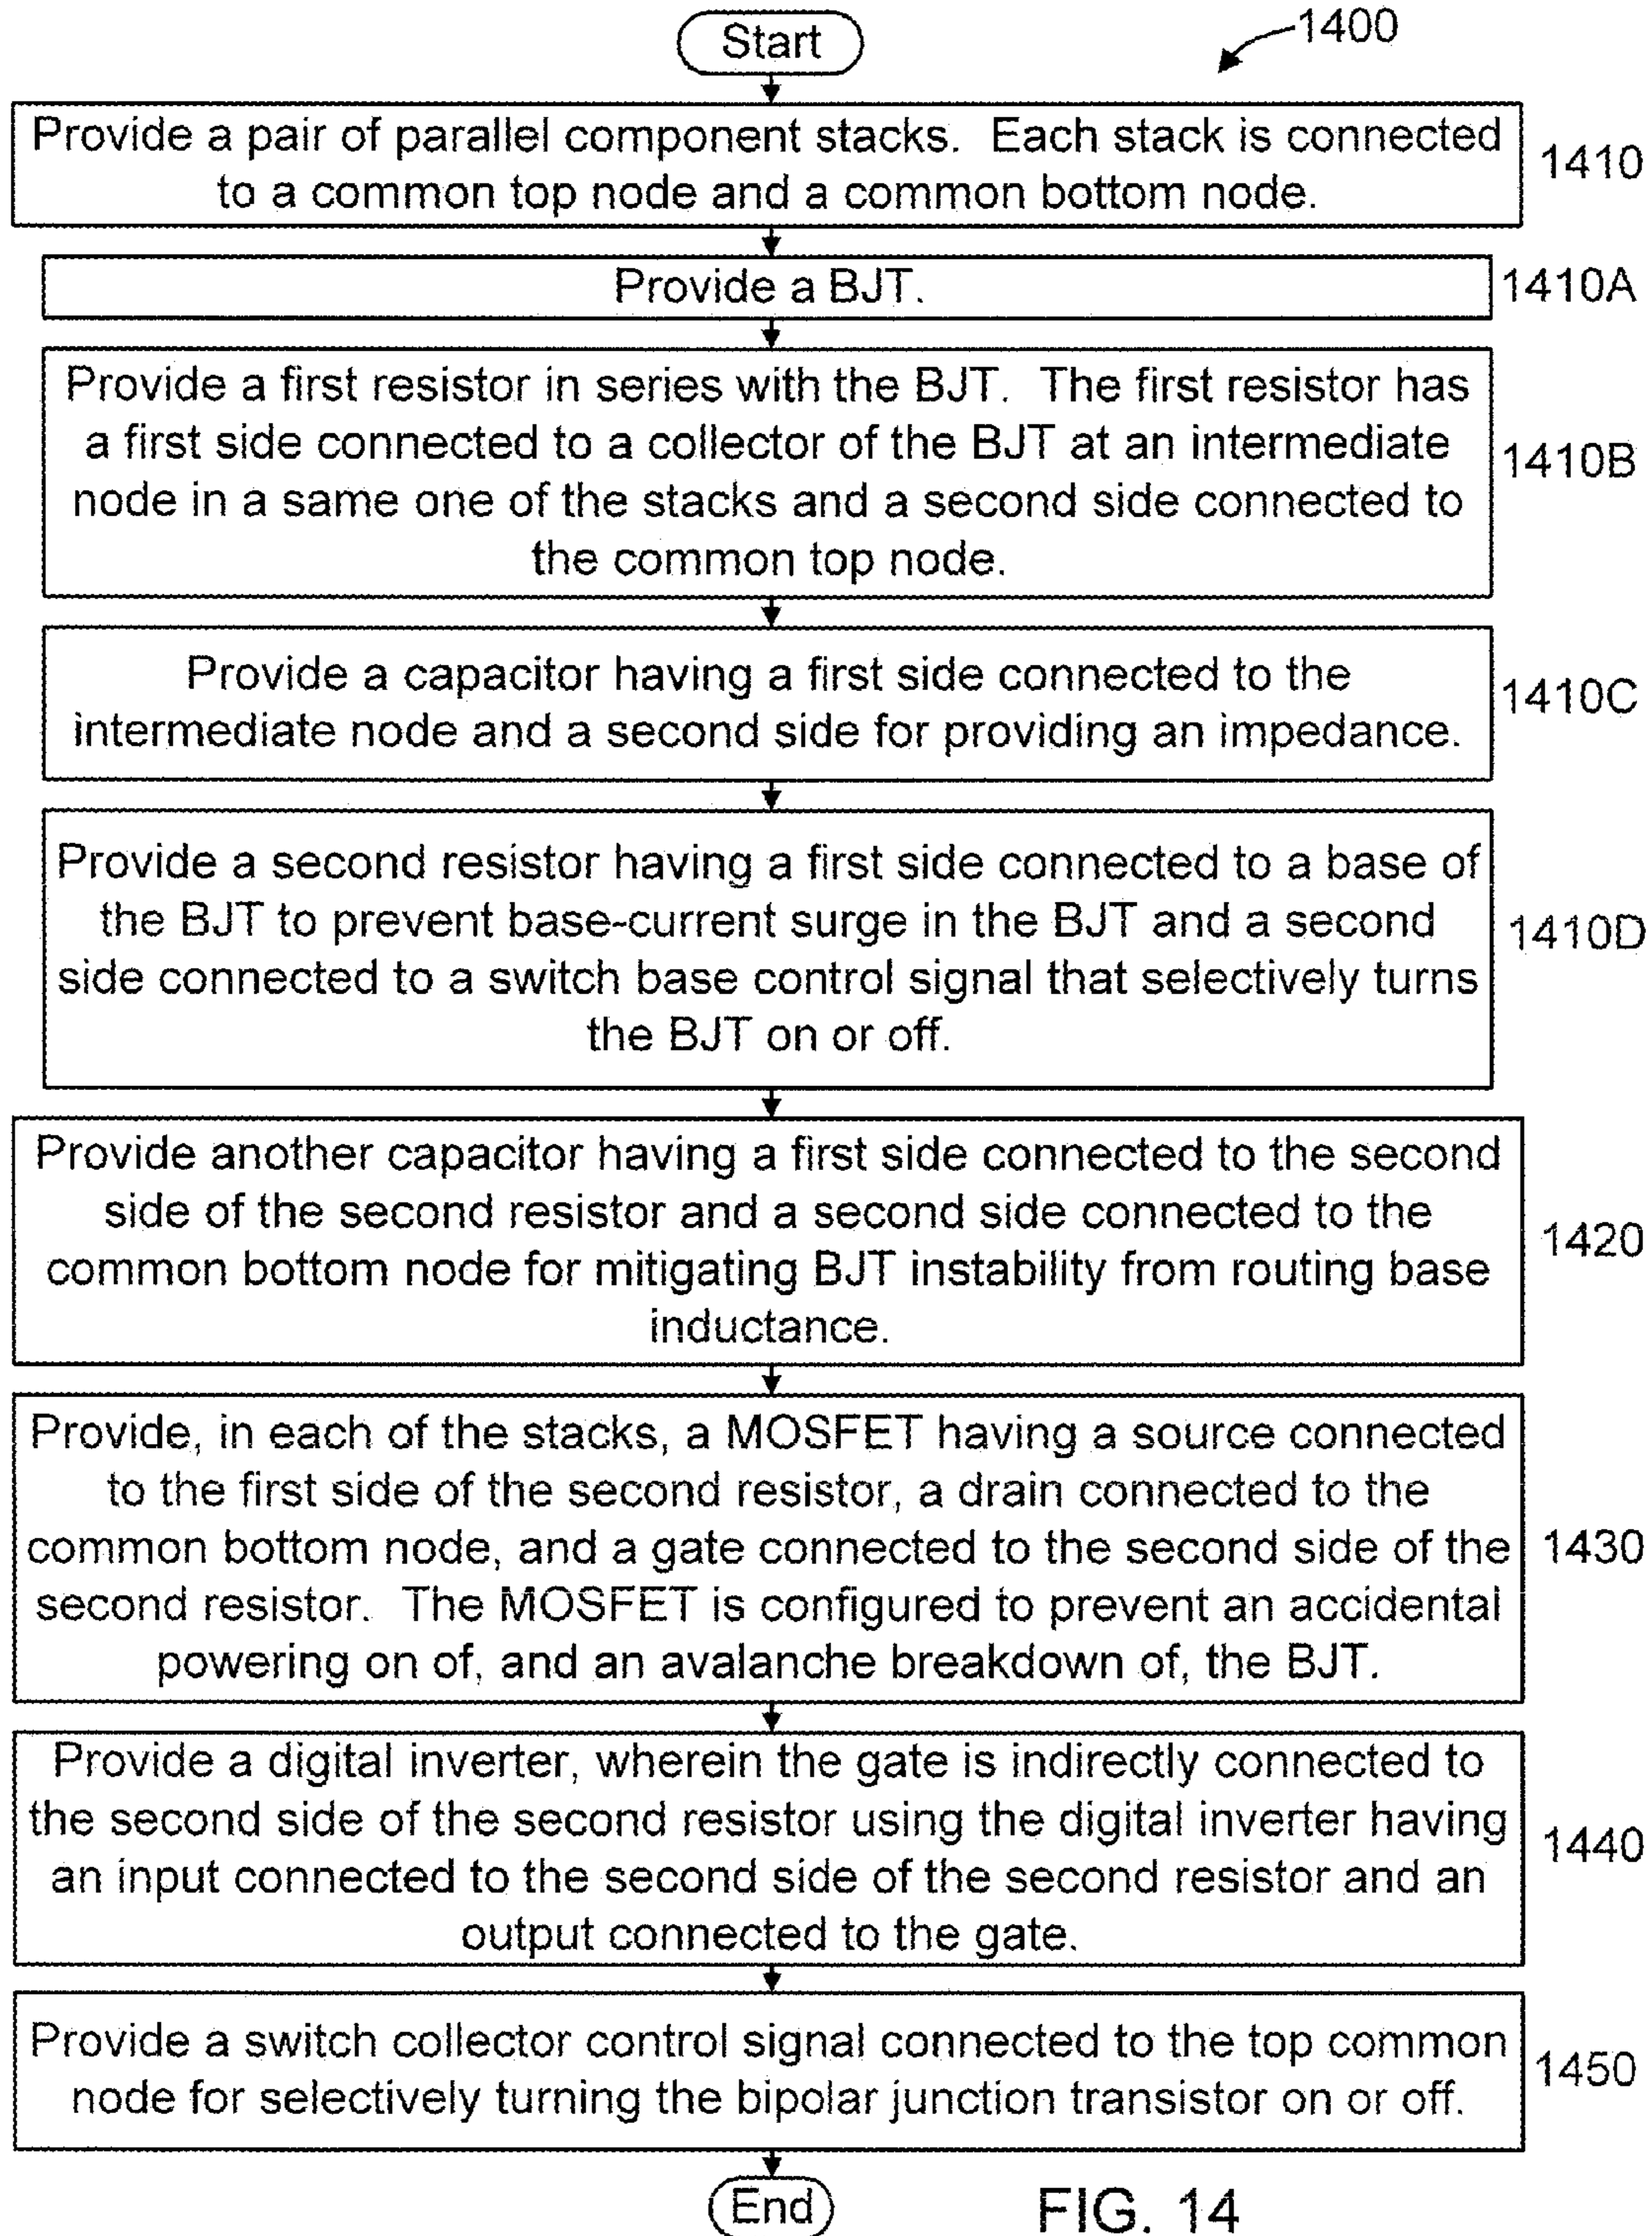 Start
1400
Provide a pair of parallel component stacks. Each stack is connected
to a common top node and a common bottom node.
1410
Provide a BJT.
1410A
Provide a first resistor in series with the BJT. The first resistor has
a first side connected to a collector of the BJT at an intermediate
node in a same one of the stacks and a second side connected to
the common top node.
1410B
Provide a capacitor having a first side connected to the
intermediate node and a second side for providing an impedance.
1410C
Provide a second resistor having a first side connected to a base of
the BJT to prevent base-current surge in the BJT and a second
side connected to a switch base control signal that selectively turns
the BJT on or off.
1410D
Provide another capacitor having a first side connected to the second
side of the second resistor and a second side connected to the
common bottom node for mitigating BJT instability from routing base
inductance.
1420
Provide, in each of the stacks, a MOSFET having a source connected
to the first side of the second resistor, a drain connected to the
common bottom node, and a gate connected to the second side of the
second resistor. The MOSFET is configured to prevent an accidental
powering on of, and an avalanche breakdown of, the BJT.
1430
Provide a digital inverter, wherein the gate is indirectly connected to
the second side of the second resistor using the digital inverter having
an input connected to the second side of the second resistor and an
output connected to the gate.
1440
Provide a switch collector control signal connected to the top common
node for selectively turning the bipolar junction transistor on or off.
1450
End
FIG. 14